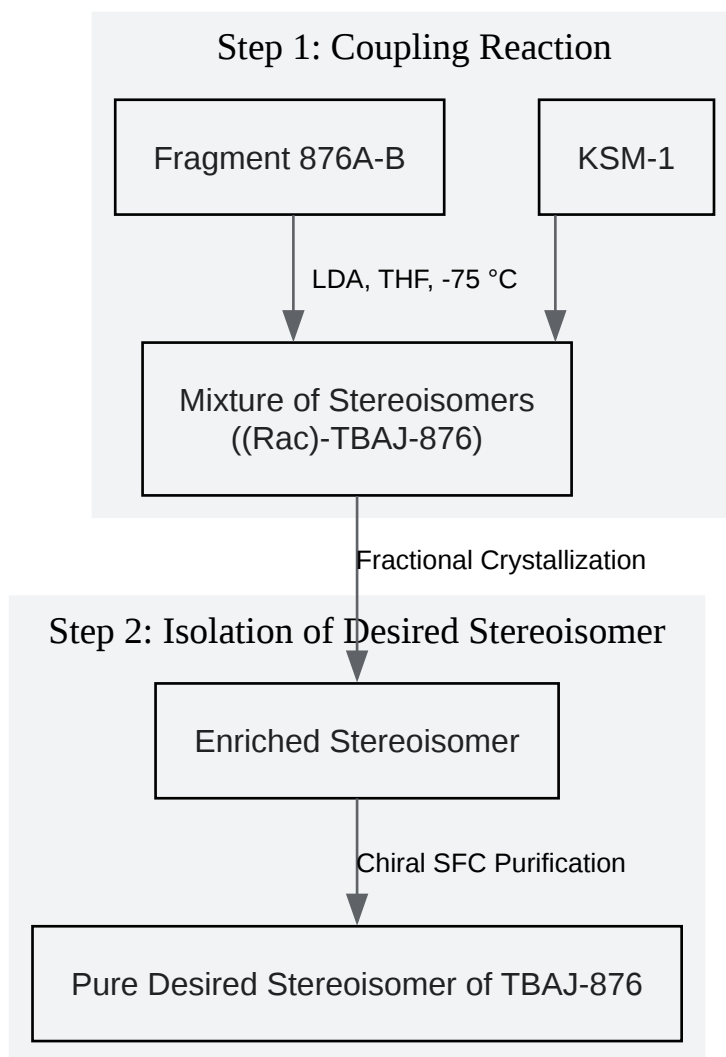 Step 1: Coupling Reaction
Fragment 876A-B
KSM-1
LDA, THF, -75 °C
Mixture of Stereoisomers
((Rac)-TBAJ-876)
Fractional Crystallization
Step 2: Isolation of Desired Stereoisomer
Enriched Stereoisomer
Chiral SFC Purification
Pure Desired Stereoisomer of TBAJ-876